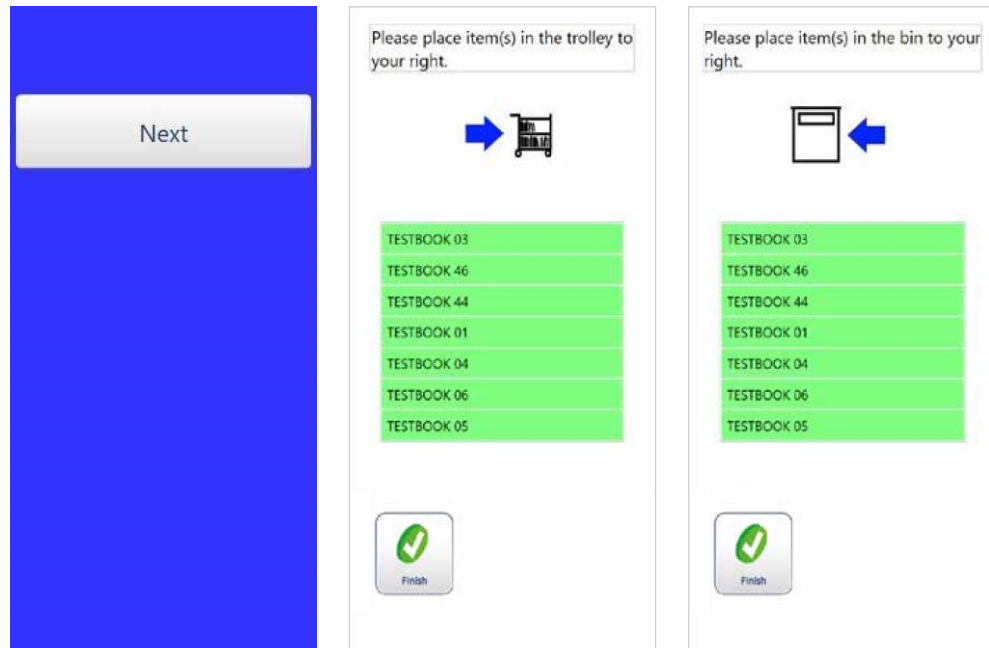 Next
Please place item(s) in the trolley to
your right.
TESTBOOK 03
TESTBOOK 46
TESTBOOK 44
TESTBOOK 01
TESTBOOK 04
TESTBOOK 06
TESTBOOK 05
Finish
Please place item(s) in the bin to your
right.
TESTBOOK 03
TESTBOOK 46
TESTBOOK 44
TESTBOOK 01
TESTBOOK 04
TESTBOOK 06
TESTBOOK 05
Finish